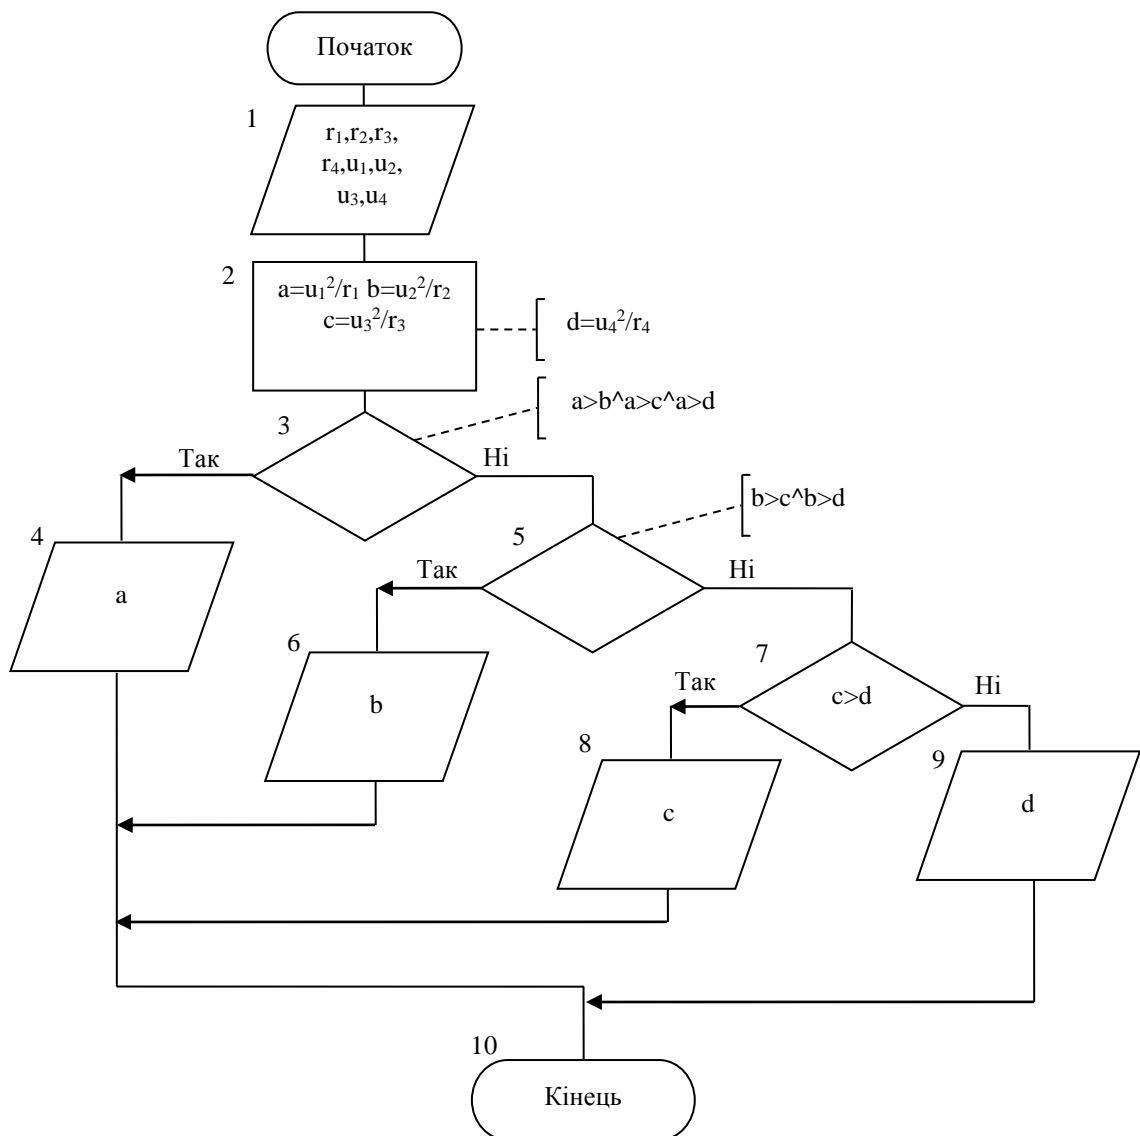 Початок
1
r₁,r₂,r₃,
r₄,u₁,u₂,
u₃,u₄
2
a=u₁²/r₁ b=u₂²/r₂
c=u₃²/r₃
d=u₄²/r₄
a>b^a>c^a>d
3
Так
Ні
b>c^b>d
4
5
a
Так
Ні
6
7
b
Так
c>d
Ні
8
9
c
d
10
Кінець